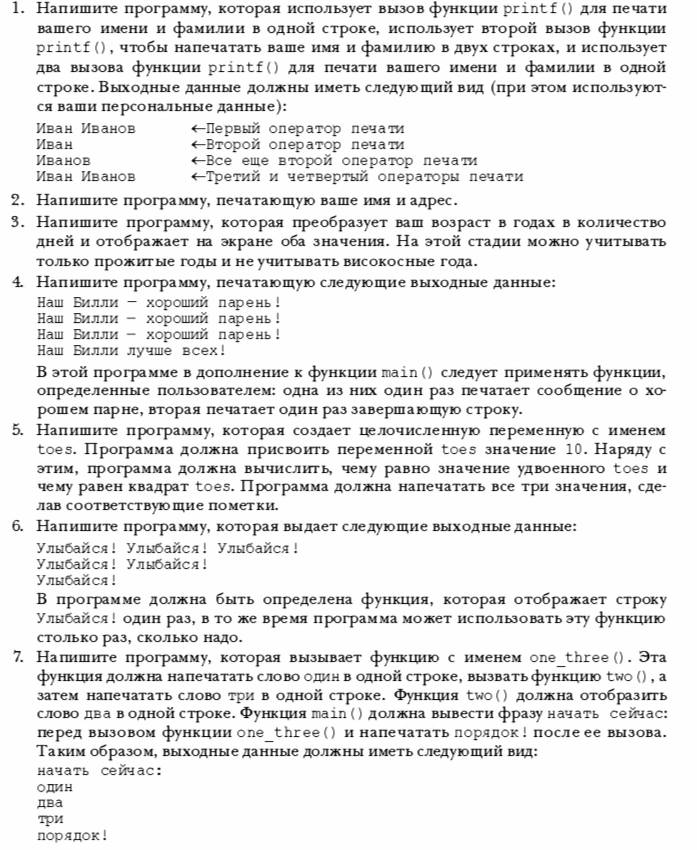 1. Напишите программу, которая использует вызов функции printf() для печати
вашего имени и фамилии в одной строке, использует второй вызов функции
printf(), чтобы напечатать ваше имя и фамилию в двух строках, и использует
два вызова функции printf() для печати вашего имени и фамилии в одной
строке. Выходные данные должны иметь следующий вид (при этом используют-
ся ваши персональные данные):
Иван Иванов ←Первый оператор печати
Иван ←Второй оператор печати
Иванов ←Все еще второй оператор печати
Иван Иванов ←Третий и четвертый операторы печати
2. Напишите программу, печатающую ваше имя и адрес.
3. Напишите программу, которая преобразует ваш возраст в годах в количество
дней и отображает на экране оба значения. На этой стадии можно учитывать
только прожитые годы и не учитывать високосные года.
4. Напишите программу, печатающую следующие выходные данные:
Наш Билли — хороший парень!
Наш Билли — хороший парень!
Наш Билли — хороший парень!
Наш Билли лучше всех!
В этой программе в дополнение к функции main() следует применять функции,
определенные пользователем: одна из них один раз печатает сообщение о хо-
рошем парне, вторая печатает один раз завершающую строку.
5. Напишите программу, которая создает целочисленную переменную с именем
toes. Программа должна присвоить переменной toes значение 10. Наряду с
этим, программа должна вычислить, чему равно значение удвоенного toes и
чему равен квадрат toes. Программа должна напечатать все три значения, сде-
лав соответствующие пометки.
6. Напишите программу, которая выдает следующие выходные данные:
Улыбайся! Улыбайся! Улыбайся!
Улыбайся! Улыбайся!
Улыбайся!
В программе должна быть определена функция, которая отображает строку
Улыбайся! один раз, в то же время программа может использовать эту функцию
столько раз, сколько надо.
7. Напишите программу, которая вызывает функцию с именем one_three(). Эта
функция должна напечатать слово один в одной строке, вызвать функцию two(), а
затем напечатать слово три в одной строке. Функция two() должна отобразить
слово два в одной строке. Функция main() должна вывести фразу начать сейчас:
перед вызовом функции one_three() и напечатать порядок! после ее вызова.
Таким образом, выходные данные должны иметь следующий вид:
начать сейчас:
один
два
три
порядок!